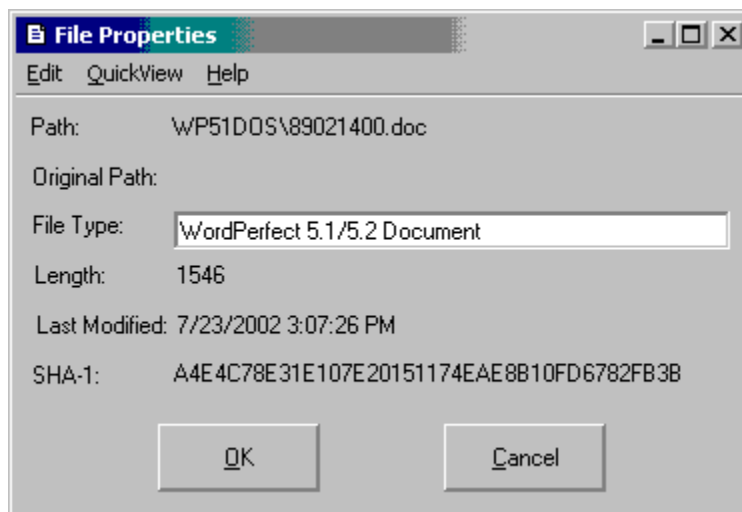 File Properties
Edit QuickView Help
Path: WP51DOS\89021400.doc
Original Path:
File Type: WordPerfect 5.1/5.2 Document
Length: 1546
Last Modified: 7/23/2002 3:07:26 PM
SHA-1: A4E4C78E31E107E20151174EAE8B10FD6782FB3B
OK Cancel